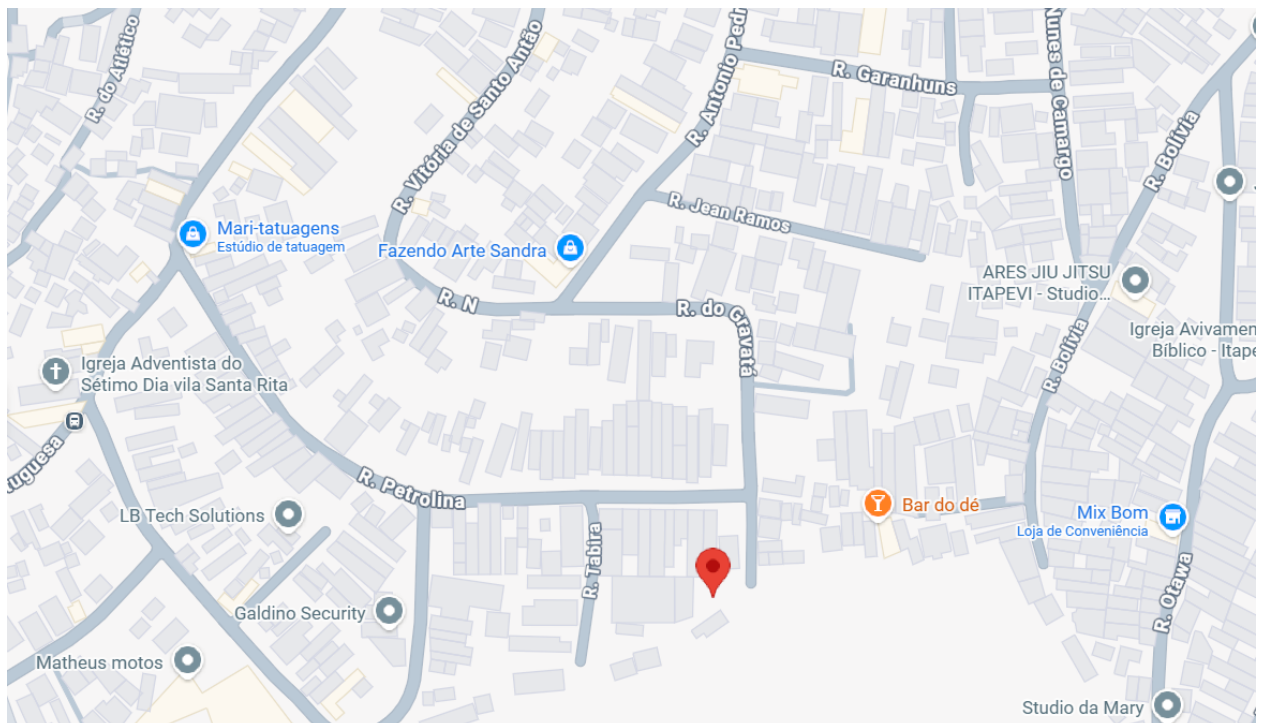 R. do Atlético
R. Vitória de Santo Antão
R. Antonio Pedr
R. Garanhuns
Nunes de Camargo
R. Bolívia
R. Jean Ramos
Mari-tatuagens
Estúdio de tatuagem
Fazendo Arte Sandra
ARES JIU JITSU
ITAPEVI - Studio...
R. N
R. do Gravatá
Igreja Avivamen
Bíblico - Itape
Igreja Adventista do
Sétimo Dia vila Santa Rita
R. Bolívia
tuguesa
R. Petrolina
LB Tech Solutions
Bar do dé
Mix Bom
Loja de Conveniência
R. Tabira
R. Otawa
Galdino Security
Matheus motos
Studio da Mary